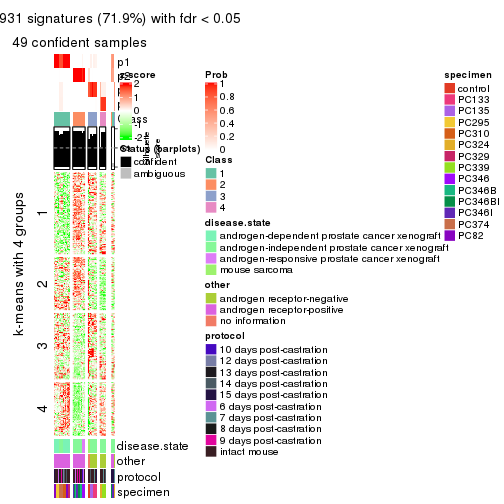 931 signatures (71.9%) with fdr < 0.05
49 confident samples
p1
p2
Class
z-score
2
1
0
-1
-2
Status (barplots)
confident
ambiguous
k-means with 4 groups
1
2
3
4
disease.state
other
protocol
specimen
Prob
1
0.8
0.6
0.4
0.2
0
Class
1
2
3
4
disease.state
androgen-dependent prostate cancer xenograft
androgen-independent prostate cancer xenograft
androgen-responsive prostate cancer xenograft
mouse sarcoma
other
androgen receptor-negative
androgen receptor-positive
no information
protocol
10 days post-castration
12 days post-castration
13 days post-castration
14 days post-castration
15 days post-castration
6 days post-castration
7 days post-castration
8 days post-castration
9 days post-castration
intact mouse
specimen
control
PC133
PC135
PC295
PC310
PC324
PC329
PC339
PC346
PC346B
PC346BI
PC346I
PC374
PC82